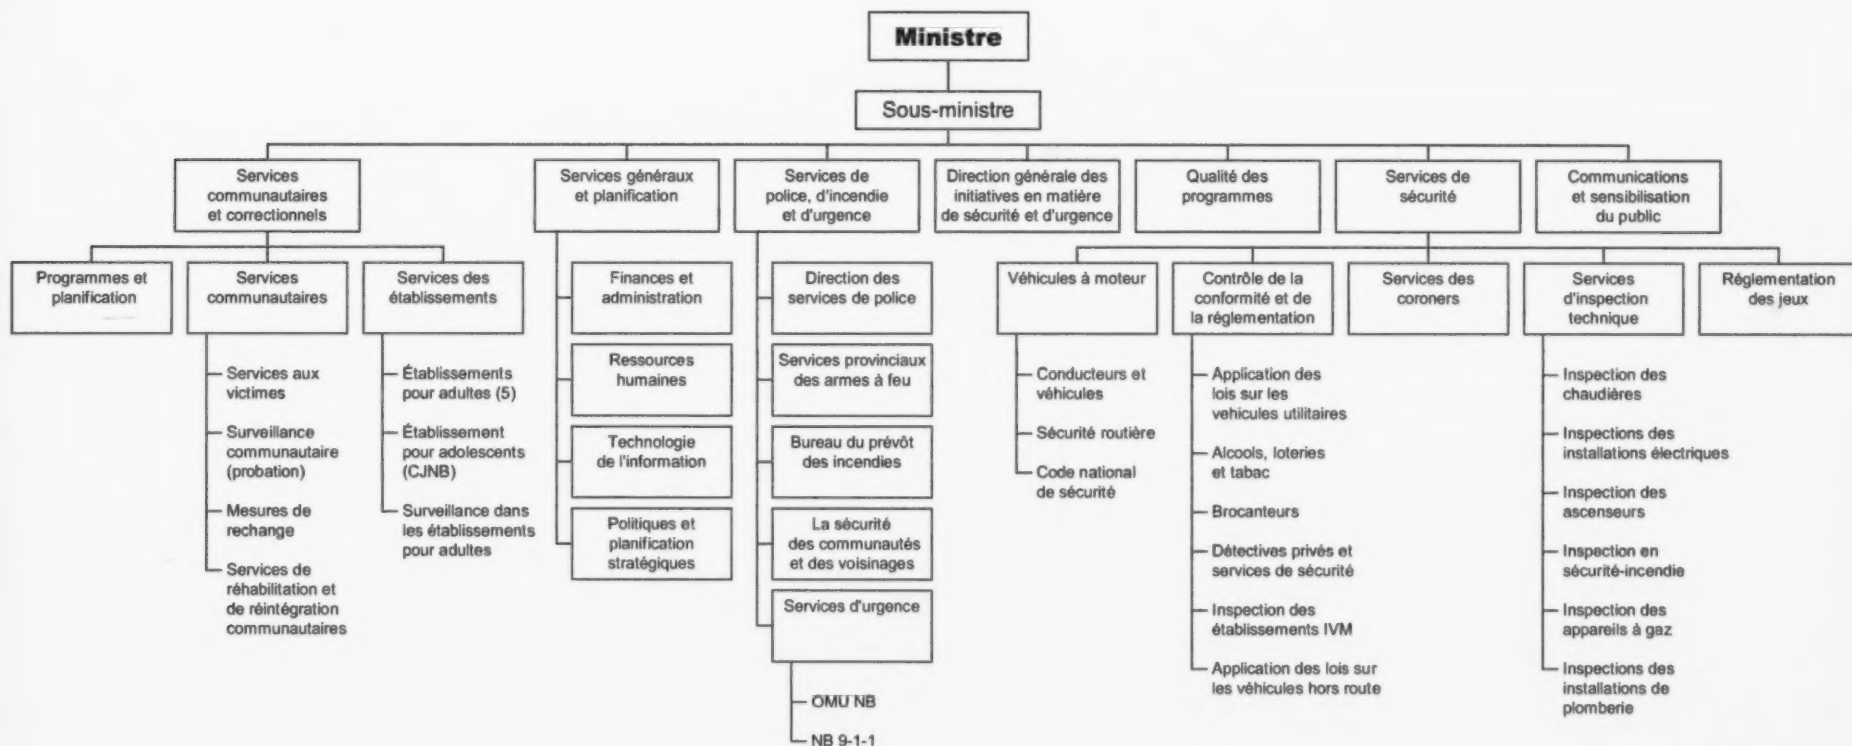 Ministre
Sous-ministre
Services
communautaires
et correctionnels
Services généraux
et planification
Services de
police, d'incendie
et d'urgence
Direction générale des
initiatives en matière
de sécurité et d'urgence
Qualité des
programmes
Services de
sécurité
Communications
et sensibilisation
du public
Programmes et
planification
Services
communautaires
Services des
établissements
Services aux
victimes
Surveillance
communautaire
(probation)
Mesures de
rechange
Services de
réhabilitation et
de réintégration
communautaires
Établissements
pour adultes (5)
Établissement
pour adolescents
(CJNB)
Surveillance dans
les établissements
pour adultes
Finances et
administration
Ressources
humaines
Technologie
de l'information
Politiques et
planification
stratégiques
Direction des
services de police
Services provinciaux
des armes à feu
Bureau du prévôt
des incendies
La sécurité
des communautés
et des voisinages
Services d'urgence
OMU NB
NB 9-1-1
Véhicules à moteur
Contrôle de la
conformité et de
la réglementation
Services des
coroners
Services
d'inspection
technique
Réglementation
des jeux
Conducteurs et
véhicules
Sécurité routière
Code national
de sécurité
Application des
lois sur les
vehicules utilitaires
Alcools, loteries
et tabac
Brocanteurs
Détectives privés et
services de sécurité
Inspection des
établissements IVM
Application des lois sur
les véhicules hors route
Inspection des
chaudières
Inspections des
installations électriques
Inspection des
ascenseurs
Inspection en
sécurité-incendie
Inspection des
appareils à gaz
Inspections des
installations de
plomberie